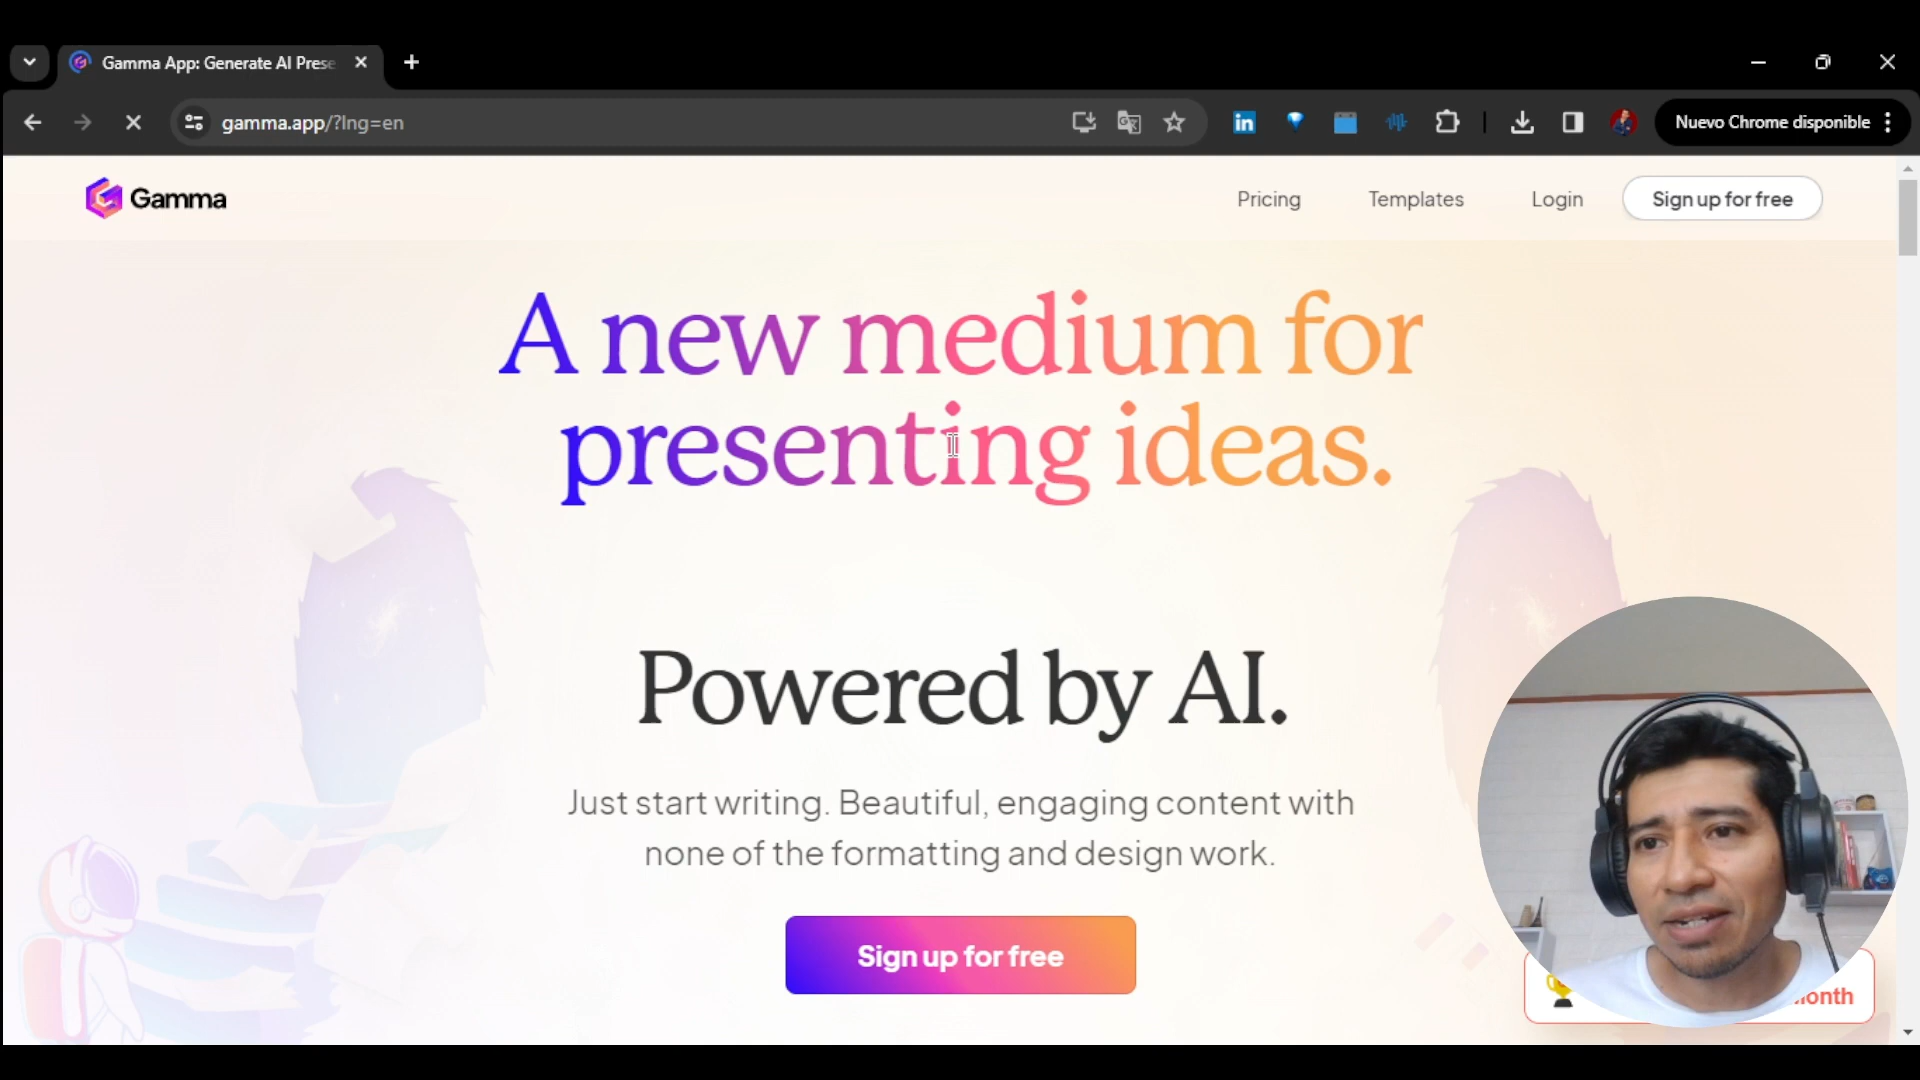 Gamma App: Generate AI Prese
gamma.app/?lng=en
Nuevo Chrome disponible
Gamma
Pricing
Templates
Login
Sign up for free
A new medium for
presenting ideas.
Powered by AI.
Just start writing. Beautiful, engaging content with
none of the formatting and design work.
Sign up for free
onth